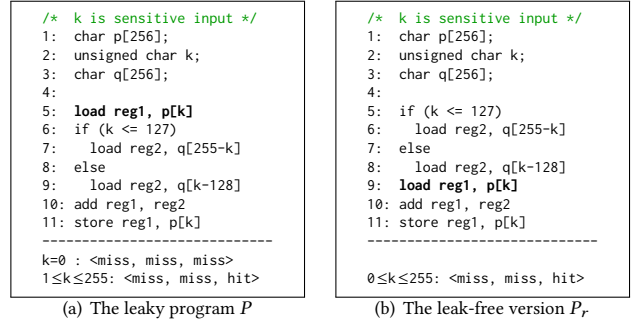 /*  k is sensitive input */
1:  char p[256];
2:  unsigned char k;
3:  char q[256];
4:
5:  load reg1, p[k]
6:  if (k <= 127)
7:    load reg2, q[255-k]
8:  else
9:    load reg2, q[k-128]
10: add reg1, reg2
11: store reg1, p[k]
-----------------------------
k=0 : <miss, miss, miss>
1≤k≤255: <miss, miss, hit>
(a) The leaky program P
/*  k is sensitive input */
1:  char p[256];
2:  unsigned char k;
3:  char q[256];
4:
5:  if (k <= 127)
6:    load reg2, q[255-k]
7:  else
8:    load reg2, q[k-128]
9:  load reg1, p[k]
10: add reg1, reg2
11: store reg1, p[k]
-----------------------------
0≤k≤255: <miss, miss, hit>
(b) The leak-free version Pr